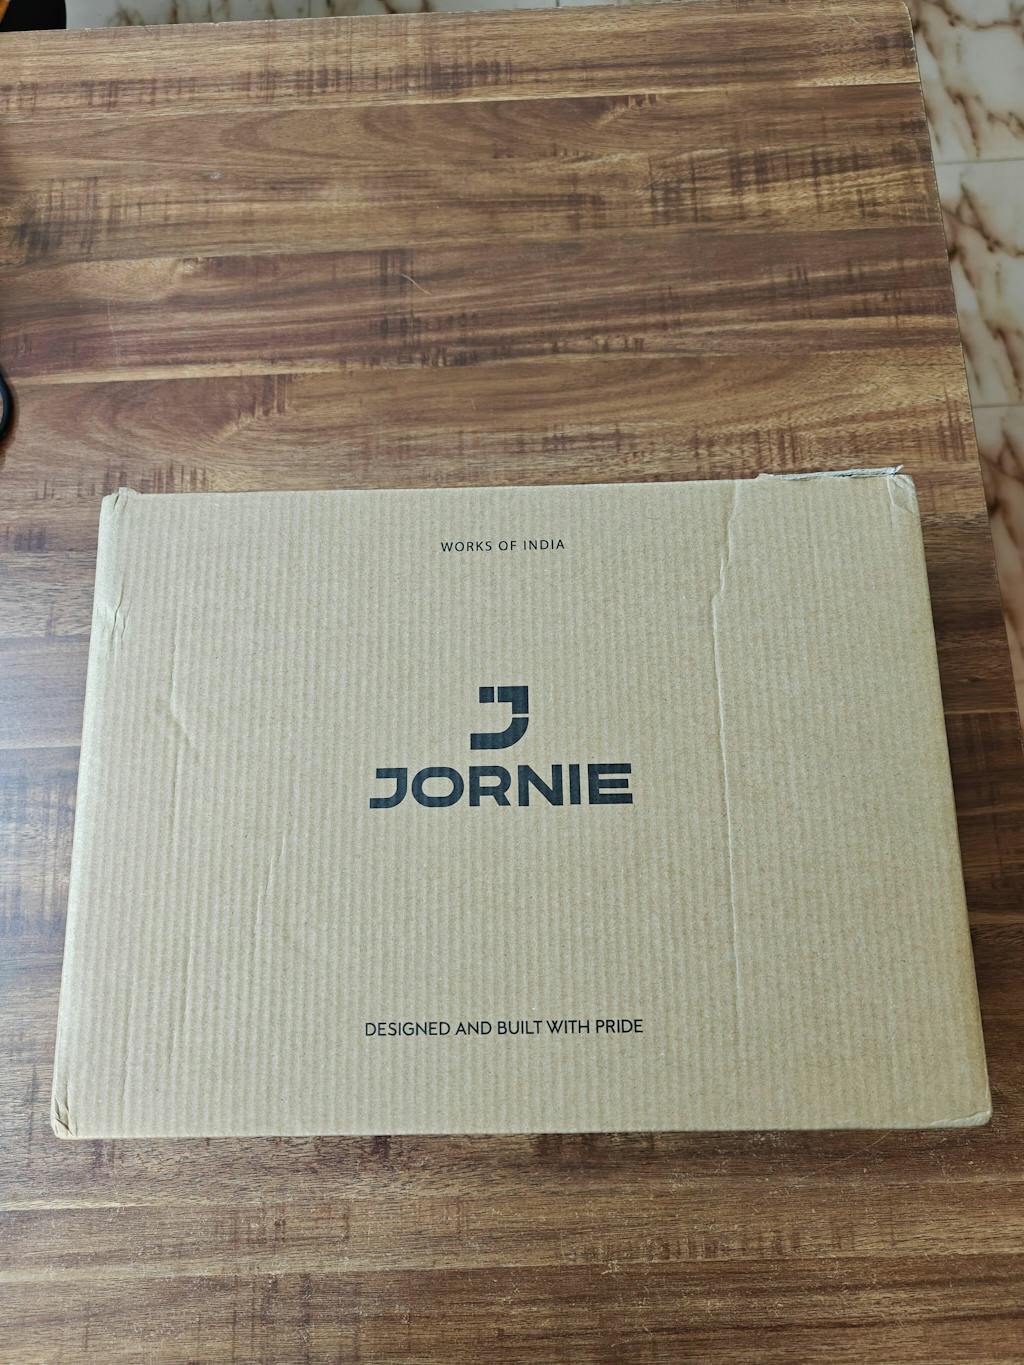 WORKS OF INDIA
JORNIE
DESIGNED AND BUILT WITH PRIDE